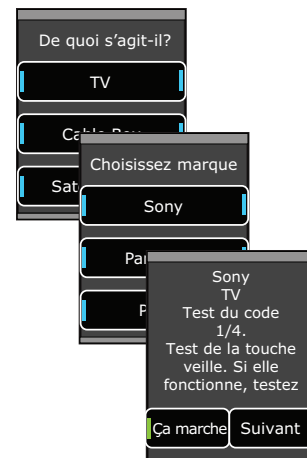 De quoi s'agit-il?
TV
Choisissez marque
Sony
Sony
TV
Test du code
1/4.
Test de la touche
veille. Si elle
fonctionne, testez
Ça marche
Suivant